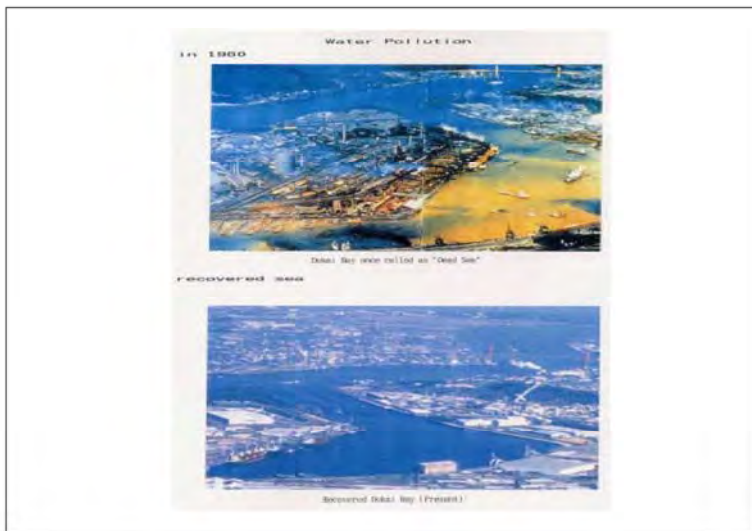 Water Pollution
in 1960
Dokai Bay once called as "Dead Sea"
recovered sea
Recovered Dokai Bay (Present)